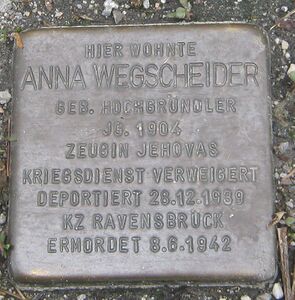 HIER WOHNTE
ANNA WEGSCHEIDER
GEB. HOCHGRÜNDLER
JG. 1904
ZEUGIN JEHOVAS
KRIEGSDIENST VERWEIGERT
DEPORTIERT 28.12.1939
KZ RAVENSBRÜCK
ERMORDET 8.6.1942